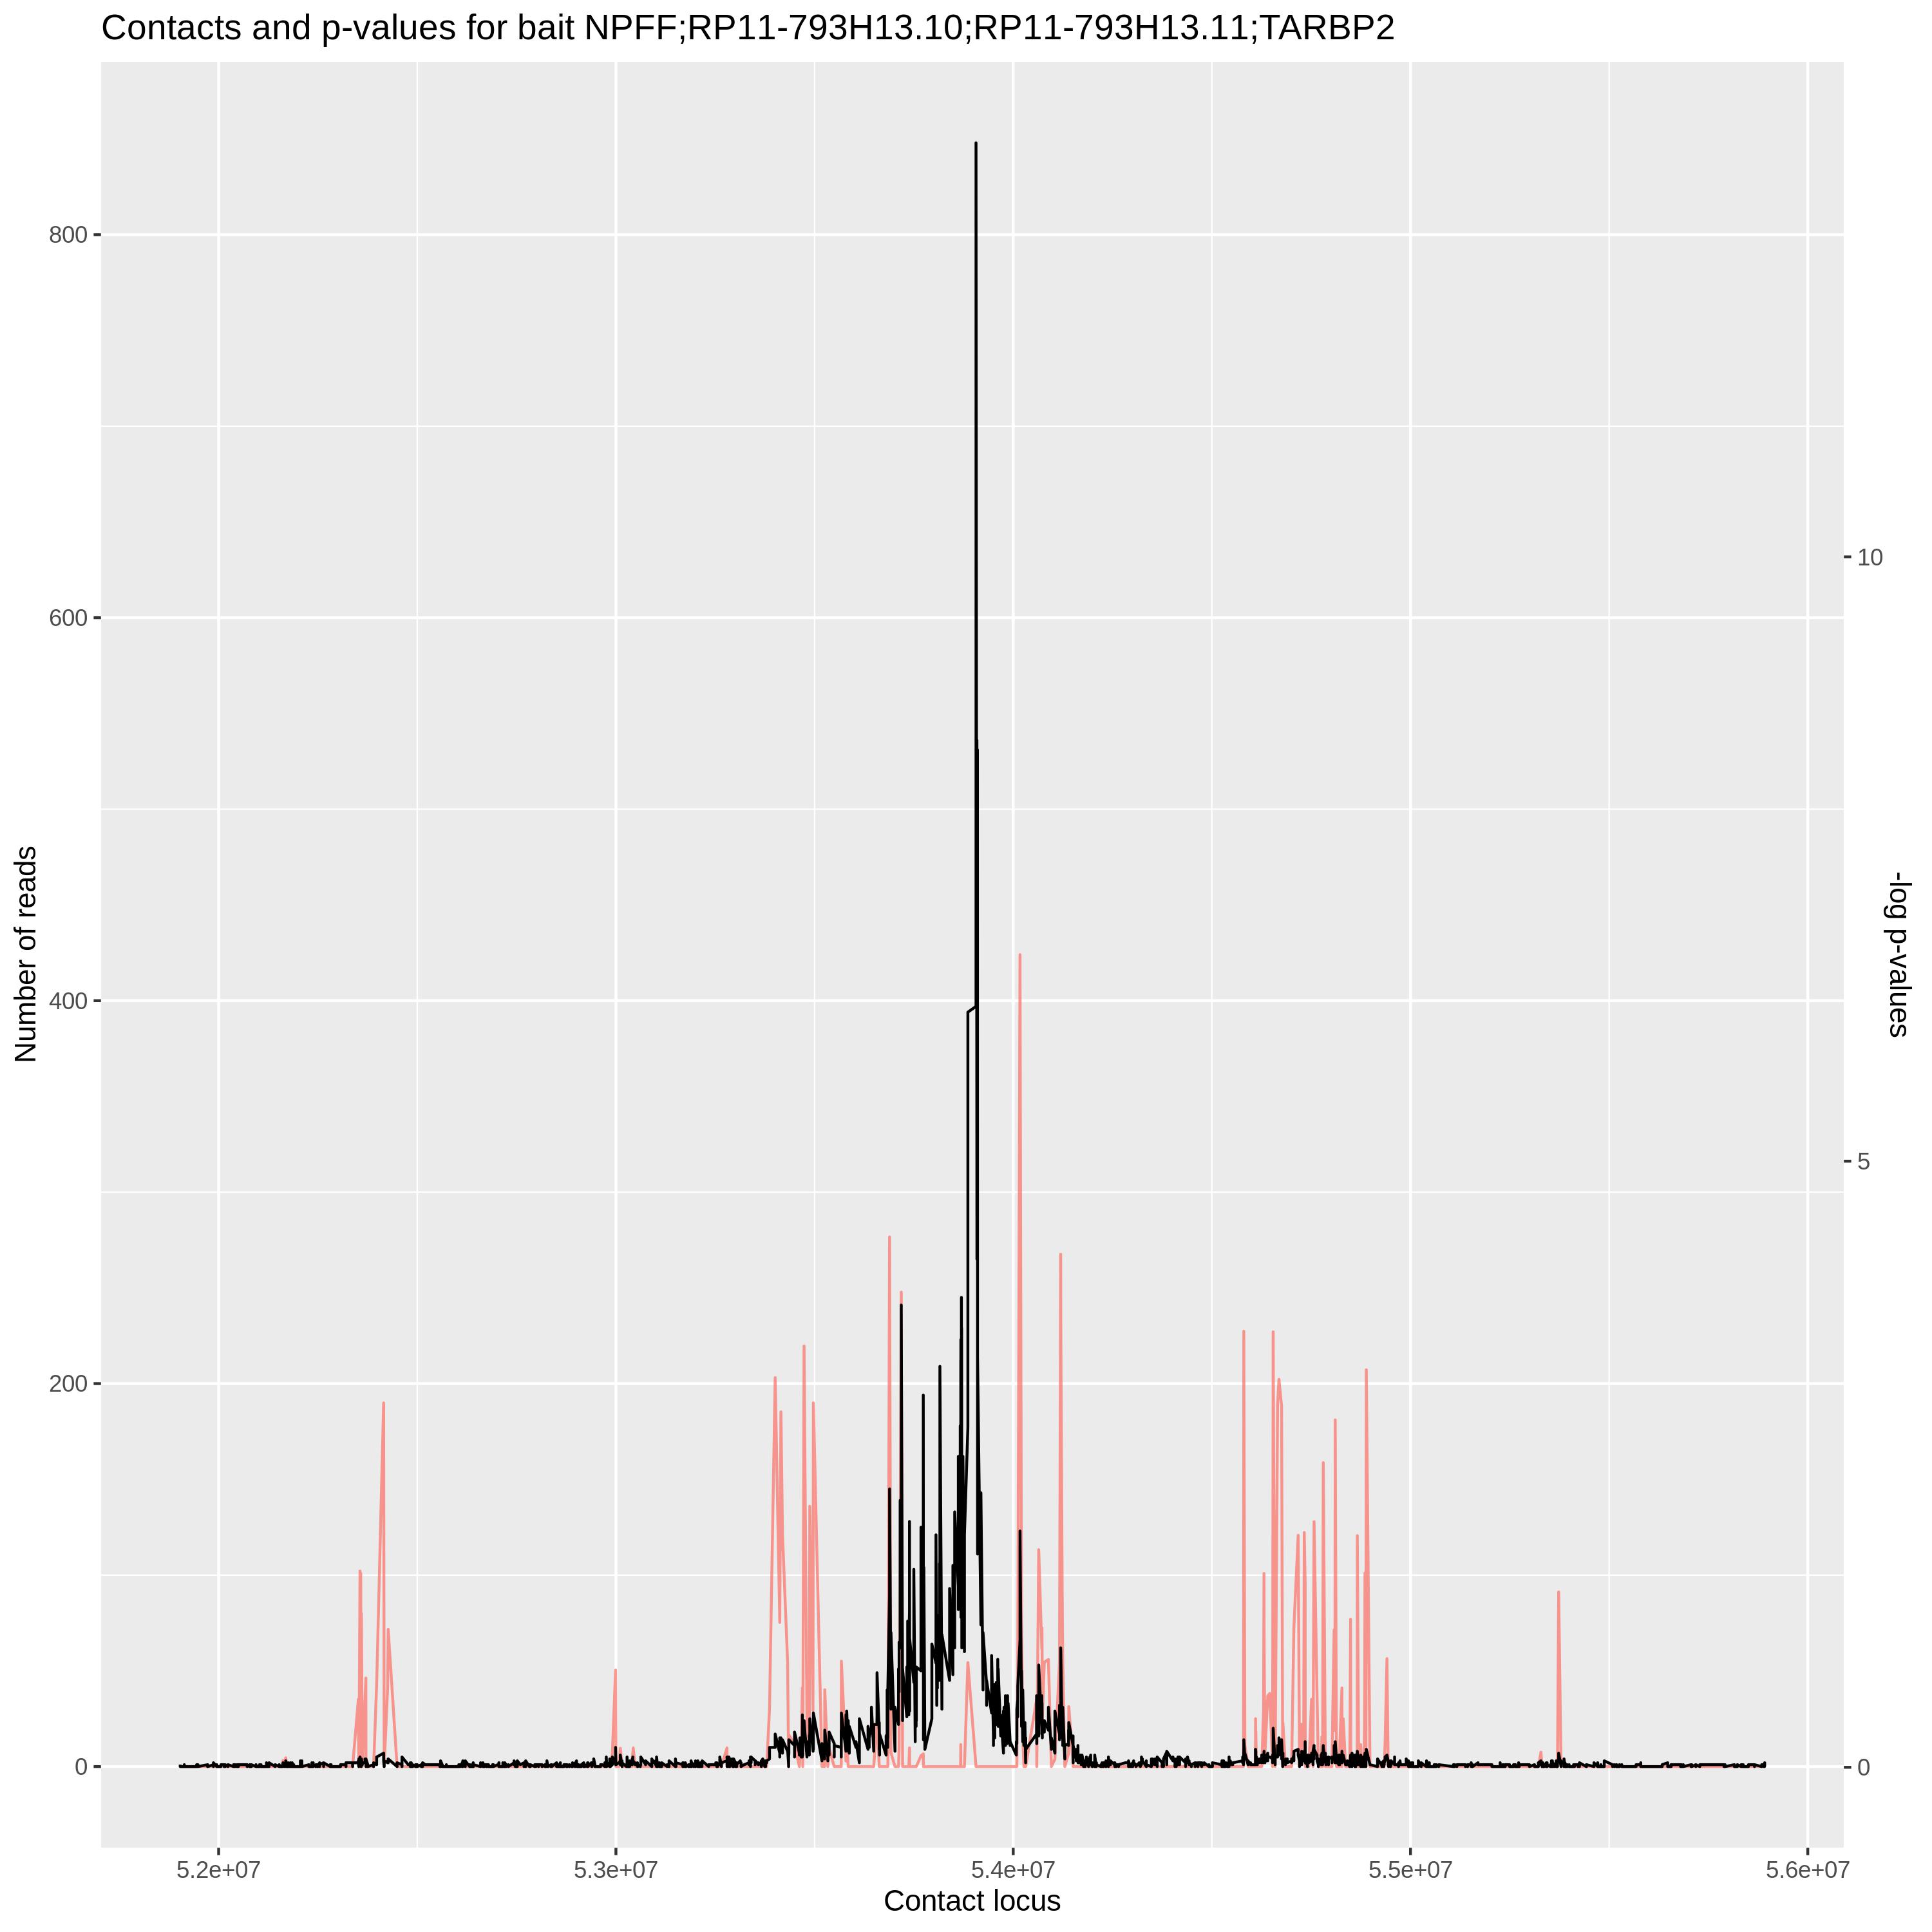 Contacts and p-values for bait NPFF;RP11-793H13.10;RP11-793H13.11;TARBP2
Number of reads
800
600
400
200
0
10
5
0
-log p-values
5.2e+07
5.3e+07
5.4e+07
5.5e+07
5.6e+07
Contact locus